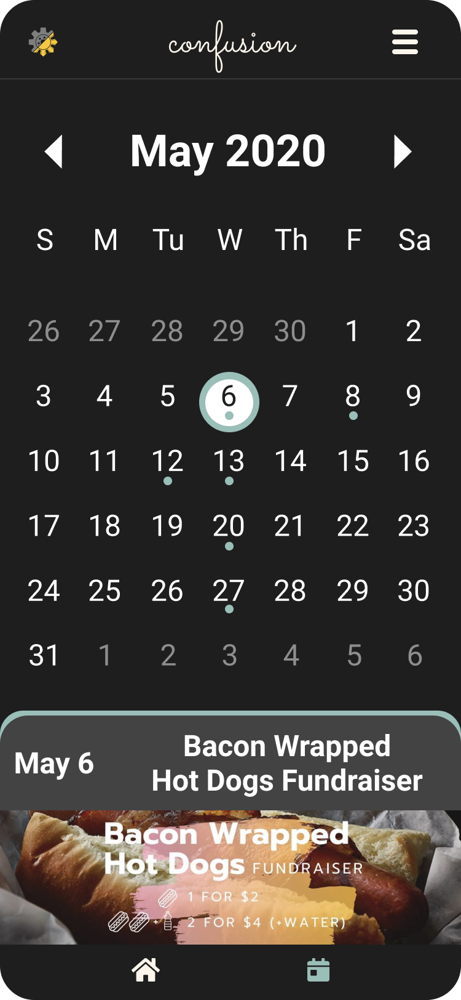 confusion
May 2020
S M Tu W Th F Sa
26 27 28 29 30 1 2
3 4 5 6 7 8 9
10 11 12 13 14 15 16
17 18 19 20 21 22 23
24 25 26 27 28 29 30
31 1 2 3 4 5 6
May 6
Bacon Wrapped
Hot Dogs Fundraiser
Bacon Wrapped
Hot Dogs FUNDRAISER
1 FOR $2
+ 2 FOR $4 (+WATER)